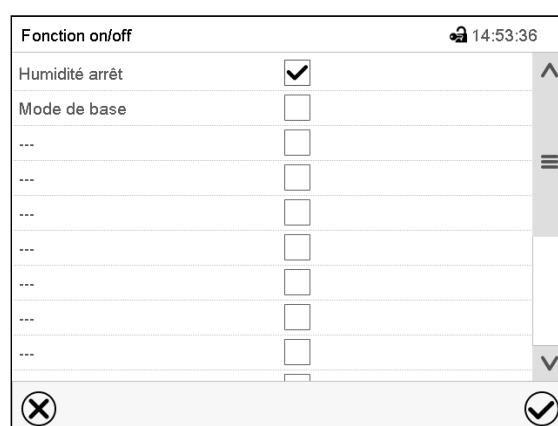 Fonction on/off 14:53:36
Humidité arrêt
Mode de base
---
---
---
---
---
---
---